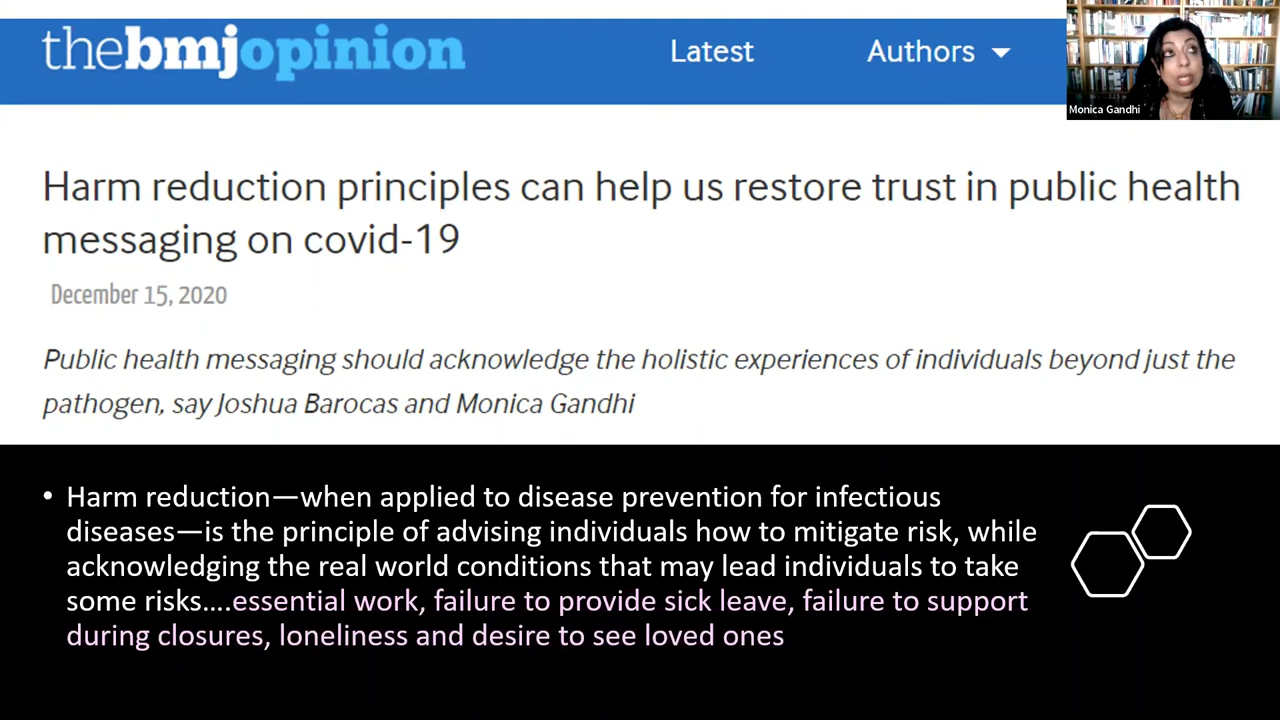 thebmjopinion
Latest
Authors
Monica Gandhi
Harm reduction principles can help us restore trust in public health
messaging on covid-19
December 15, 2020
Public health messaging should acknowledge the holistic experiences of individuals beyond just the
pathogen, say Joshua Barocas and Monica Gandhi
• Harm reduction—when applied to disease prevention for infectious
diseases—is the principle of advising individuals how to mitigate risk, while
acknowledging the real world conditions that may lead individuals to take
some risks….essential work, failure to provide sick leave, failure to support
during closures, loneliness and desire to see loved ones